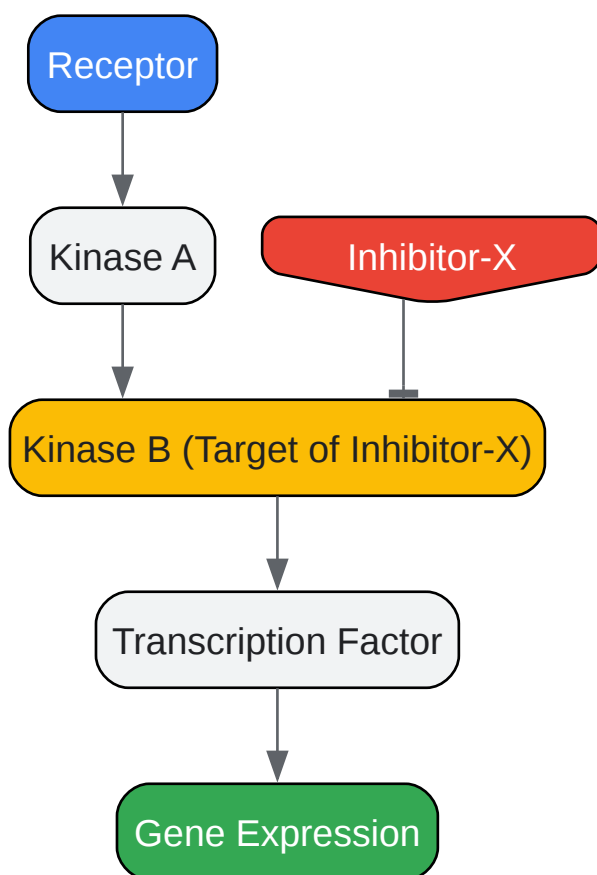 Receptor
Kinase A
Inhibitor-X
Kinase B (Target of Inhibitor-X)
Transcription Factor
Gene Expression